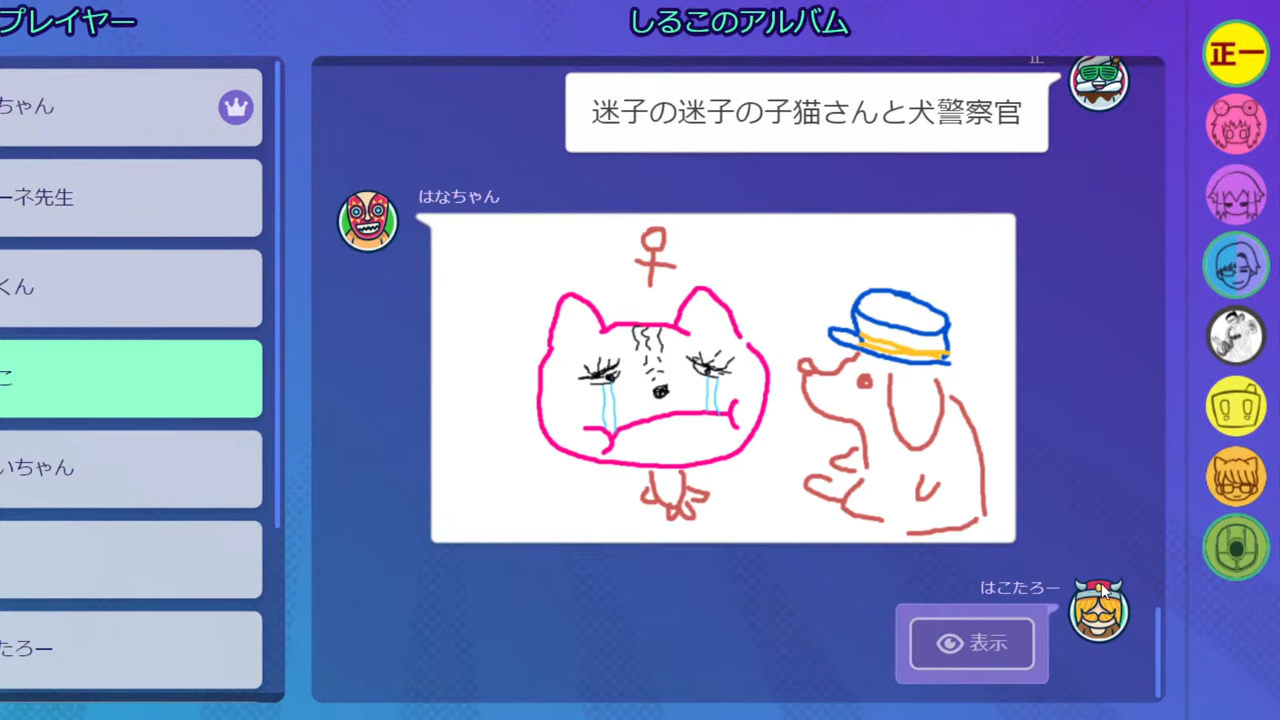 プレイヤー
ちゃん
ーネ先生
くん
こ
いちゃん
たろー
しるこのアルバム
正
迷子の迷子の子猫さんと犬警察官
はなちゃん
はこたろー
表示
正一